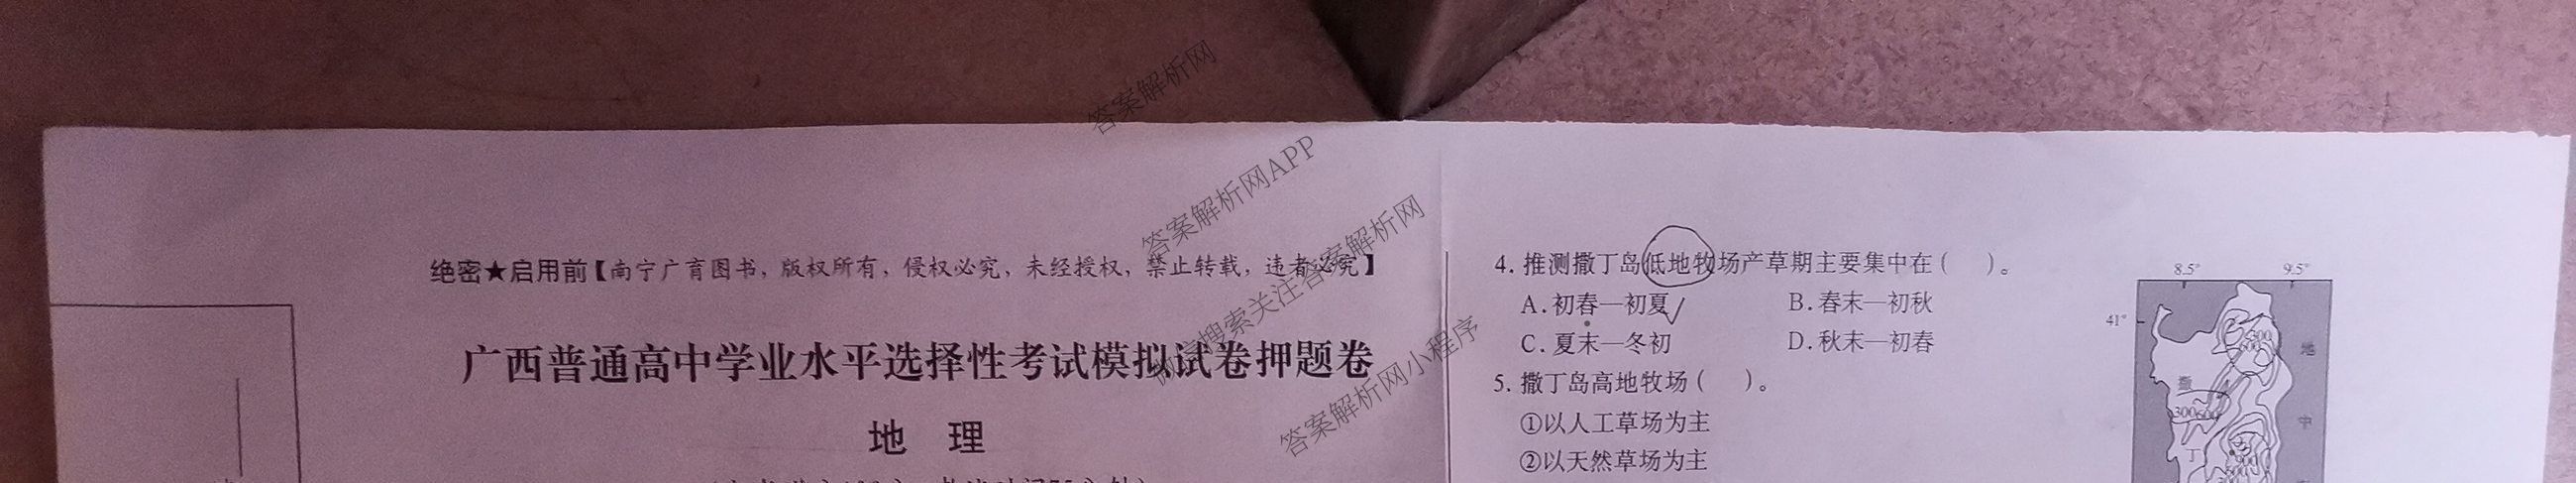 绝密★启用前【南宁广育图书，版权所有，侵权必究，未经授权，禁止转载，违者必究】
广西普通高中学业水平选择性考试模拟试卷押题卷
地 理
4. 推测撒丁岛低地牧场产草期主要集中在( )。
A. 初春—初夏
B. 春末—初秋
C. 夏末—冬初
D. 秋末—初春
5. 撒丁岛高地牧场( )。
①以人工草场为主
②以天然草场为主
8.5° 9.5°
41°
300
地
撒
300 600
中
丁
900
答案解析网
答案解析网APP
微信搜索关注答案解析网
答案解析网小程序